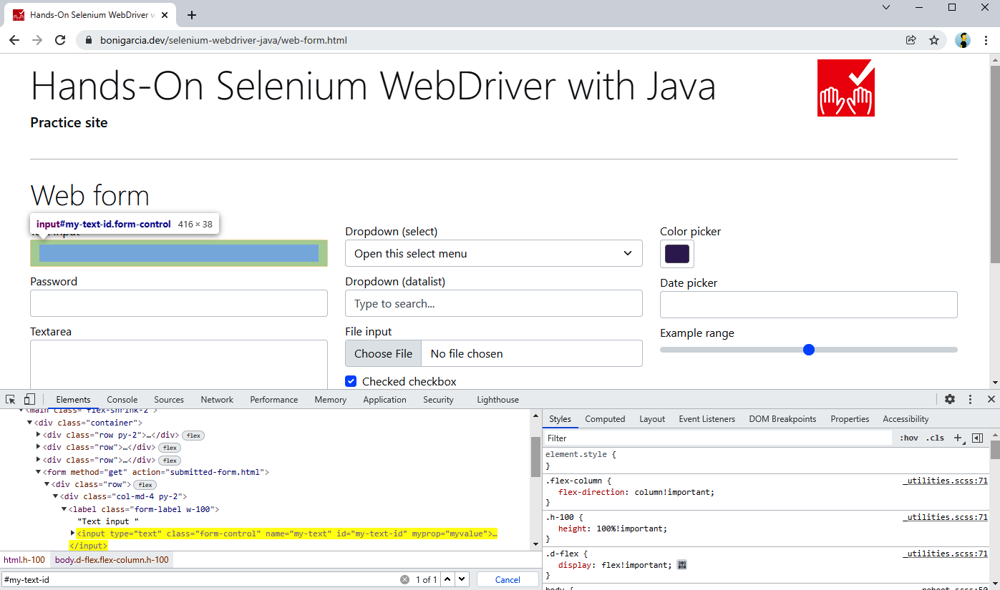 Hands-On Selenium WebDriver w
bonigarcia.dev/selenium-webdriver-java/web-form.html
Hands-On Selenium WebDriver with Java
Practice site
Web form
input#my-text-id.form-control 416 × 38
Dropdown (select)
Color picker
Open this select menu
Password
Dropdown (datalist)
Date picker
Type to search...
Textarea
File input
Example range
Choose File
No file chosen
Checked checkbox
Elements Console Sources Network Performance Memory Application Security Lighthouse
<main class="flex-shrink-2">
<div class="container">
<div class="row py-2">…</div> flex
<div class="row">…</div> flex
<div class="row">…</div> flex
<form method="get" action="submitted-form.html">
<div class="row"> flex
<div class="col-md-4 py-2">
<label class="form-label w-100">
"Text input "
<input type="text" class="form-control" name="my-text" id="my-text-id" myprop="myvalue">…
</input>
html.h-100 body.d-flex.flex-column.h-100
#my-text-id 1 of 1 Cancel
Styles Computed Layout Event Listeners DOM Breakpoints Properties Accessibility
Filter :hov .cls
element.style {
}
.flex-column { _utilities.scss:71
flex-direction: column!important;
}
.h-100 { _utilities.scss:71
height: 100%!important;
}
.d-flex { _utilities.scss:71
display: flex!important;
}
body { reboot.scss:50